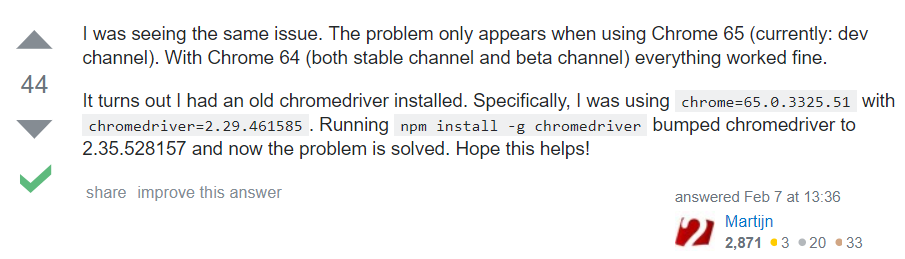 I was seeing the same issue. The problem only appears when using Chrome 65 (currently: dev
channel). With Chrome 64 (both stable channel and beta channel) everything worked fine.
44
It turns out I had an old chromedriver installed. Specifically, I was using chrome=65.0.3325.51 with
chromedriver=2.29.461585 . Running npm install -g chromedriver bumped chromedriver to
2.35.528157 and now the problem is solved. Hope this helps!
share improve this answer
answered Feb 7 at 13:36
Martijn
2,871 ●3 ●20 ●33